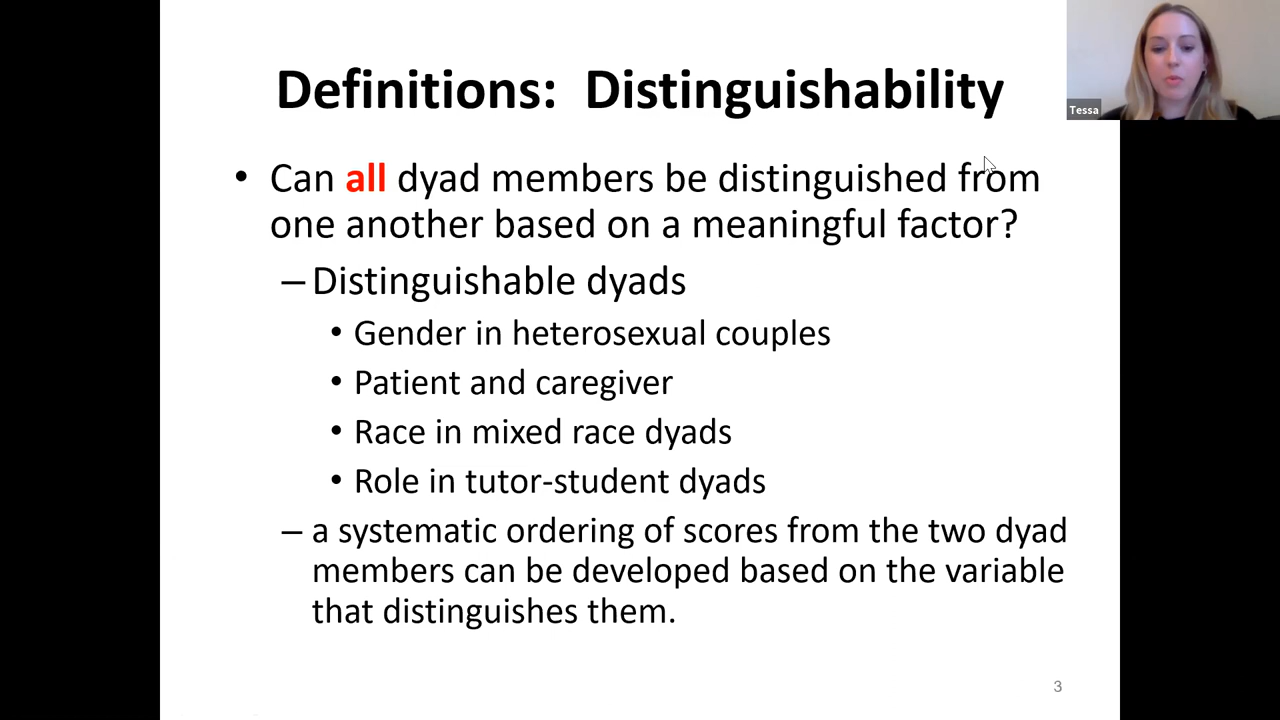 Definitions:  Distinguishability
Tessa
• Can all dyad members be distinguished from
one another based on a meaningful factor?
– Distinguishable dyads
• Gender in heterosexual couples
• Patient and caregiver
• Race in mixed race dyads
• Role in tutor-student dyads
– a systematic ordering of scores from the two dyad
members can be developed based on the variable
that distinguishes them.
3